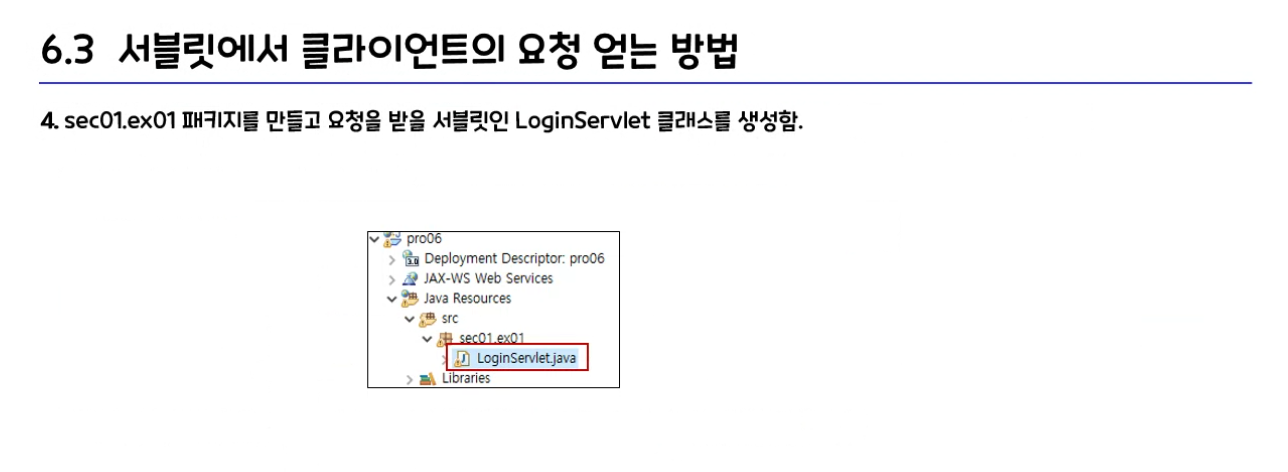 6.3 서블릿에서 클라이언트의 요청 얻는 방법
4. sec01.ex01 패키지를 만들고 요청을 받을 서블릿인 LoginServlet 클래스를 생성함.
pro06
Deployment Descriptor: pro06
JAX-WS Web Services
Java Resources
src
sec01.ex01
LoginServlet.java
Libraries